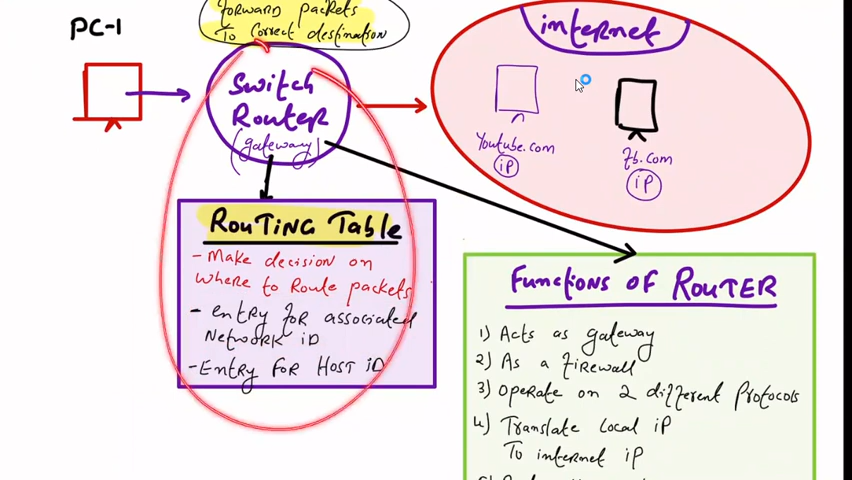 forward packets
To Correct destination
PC-1
Switch
Router
(gateway)
internet
Youtube.com
iP
fb.com
iP
RouTiNG Table
- Make decision on
where to Route packets
- entry for associated
Network iD
- Entry for Host iD
Functions of RouTER
1) Acts as gateway
2) As a firewall
3) Operate on 2 different Protocols
4) Translate Local iP
To internet iP